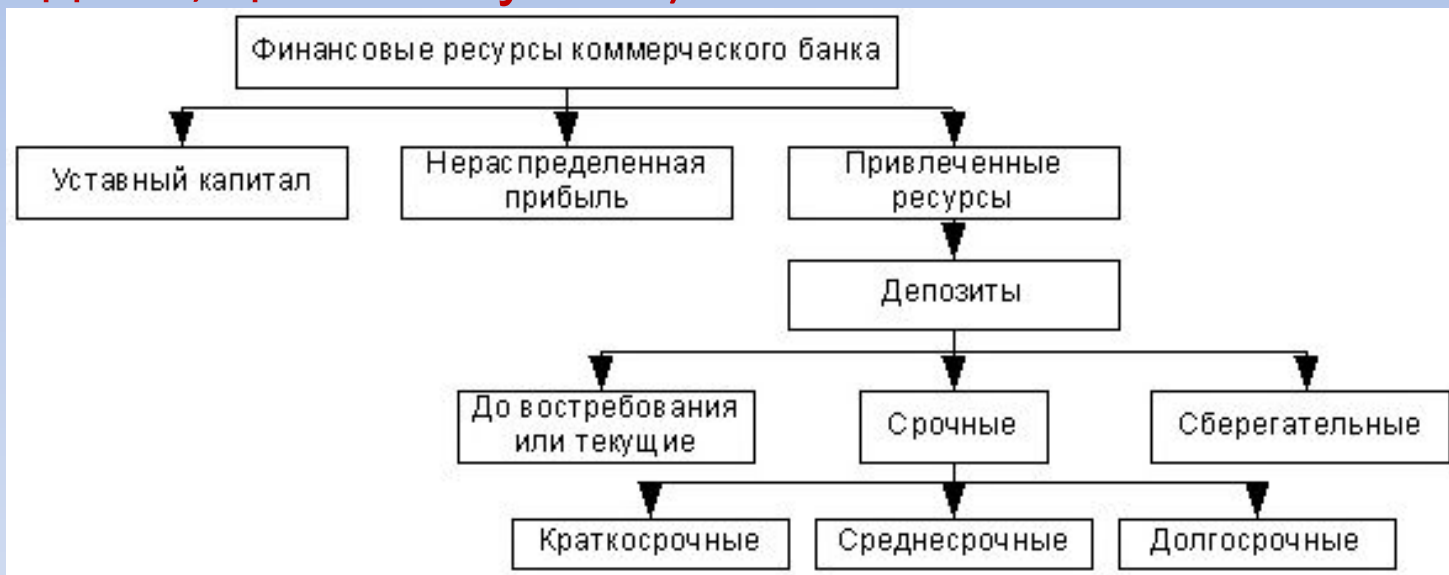 Финансовые ресурсы коммерческого банка
Уставный капитал
Нераспределенная
прибыль
Привлеченные
ресурсы
Депозиты
До востребования
или текущие
Срочные
Сберегательные
Краткосрочные
Среднесрочные
Долгосрочные